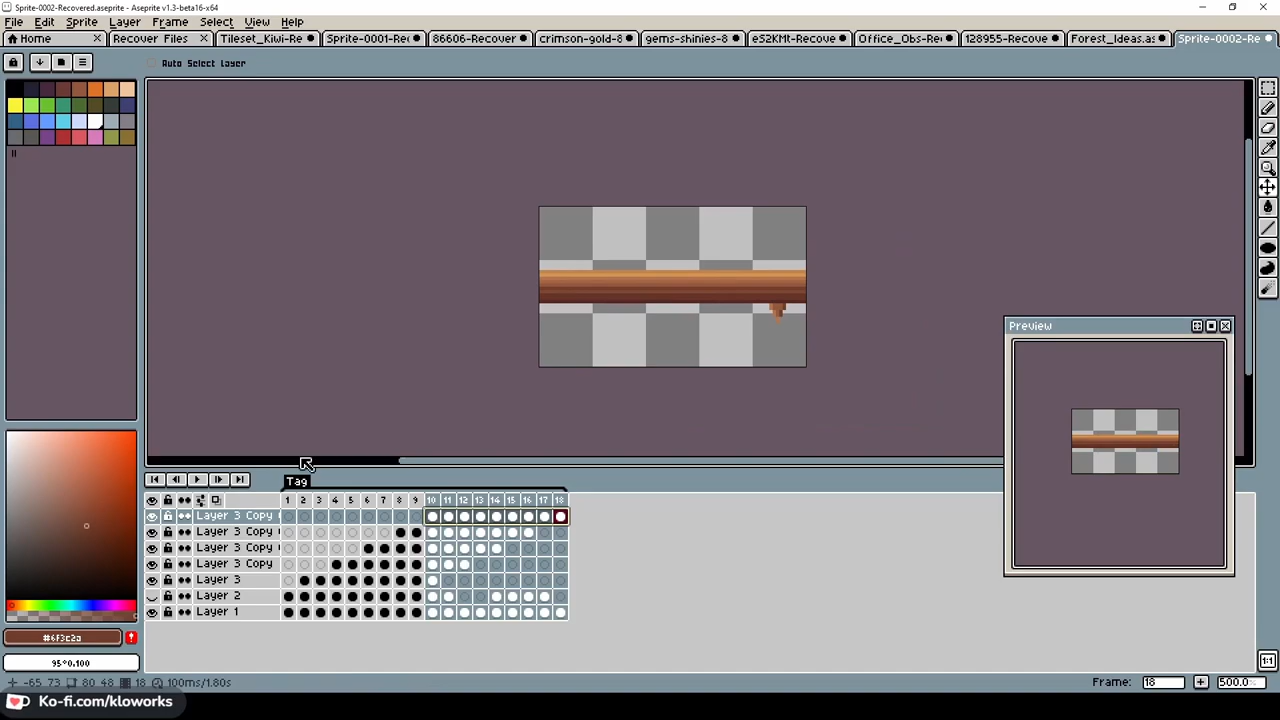 Sprite-0002-Recovered.aseprite - Aseprite v1.3-beta16-x64
File Edit Sprite Layer Frame Select View Help
Home Recover Files Tileset_Kiwi-Re Sprite-0001-Rec 86606-Recover crimson-gold-8 gems-shinies-8 eS2KMt-Recove Office_Obs-Re 128955-Recove Forest_Ideas.as Sprite-0002-Re
Auto Select layer
Preview
Tag
1 2 3 4 5 6 7 8 9 10 11 12 13 14 15 16 17 18
Layer 3 Copy
Layer 3 Copy
Layer 3 Copy
Layer 3 Copy
Layer 3
Layer 2
Layer 1
#6f3c2a
95*0.100
1:1
-65 73 80 48 18 100ms/1.80s
Frame: 18 500.0
Ko-fi.com/kloworks